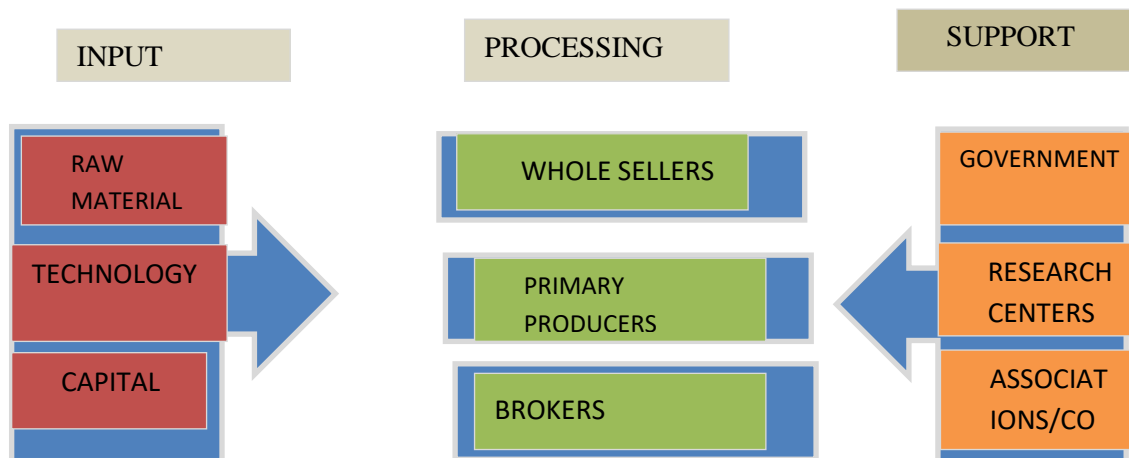 INPUT
PROCESSING
SUPPORT
RAW
MATERIAL
TECHNOLOGY
CAPITAL
WHOLE SELLERS
PRIMARY
PRODUCERS
BROKERS
GOVERNMENT
RESEARCH
CENTERS
ASSOCIAT
IONS/CO